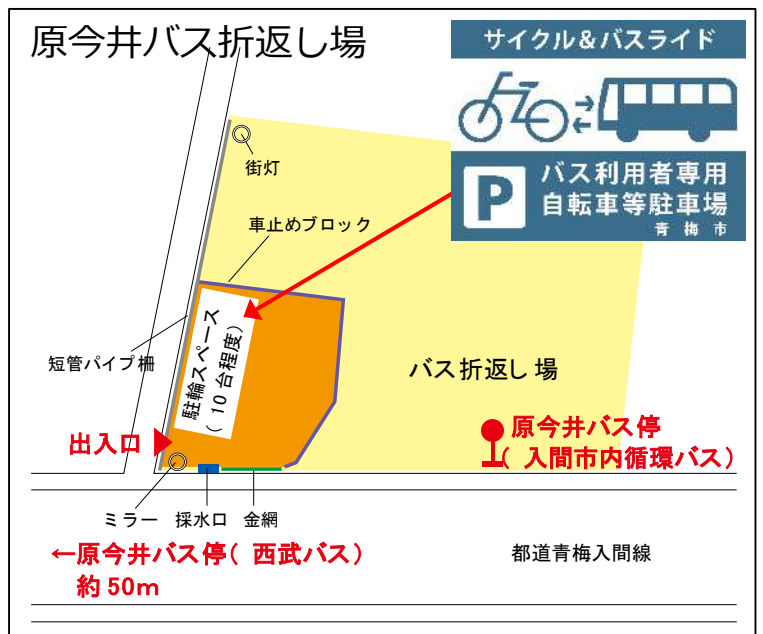 原今井バス折返し場
サイクル&バスライド
P
バス利用者専用
自転車等駐車場
青梅市
街灯
車止めブロック
短管パイプ柵
駐輪スペース
( 10 台程度)
バス折返し場
出入口
原今井バス停
( 入間市内循環バス)
ミラー 採水口 金網
←原今井バス停( 西武バス)
約 50m
都道青梅入間線